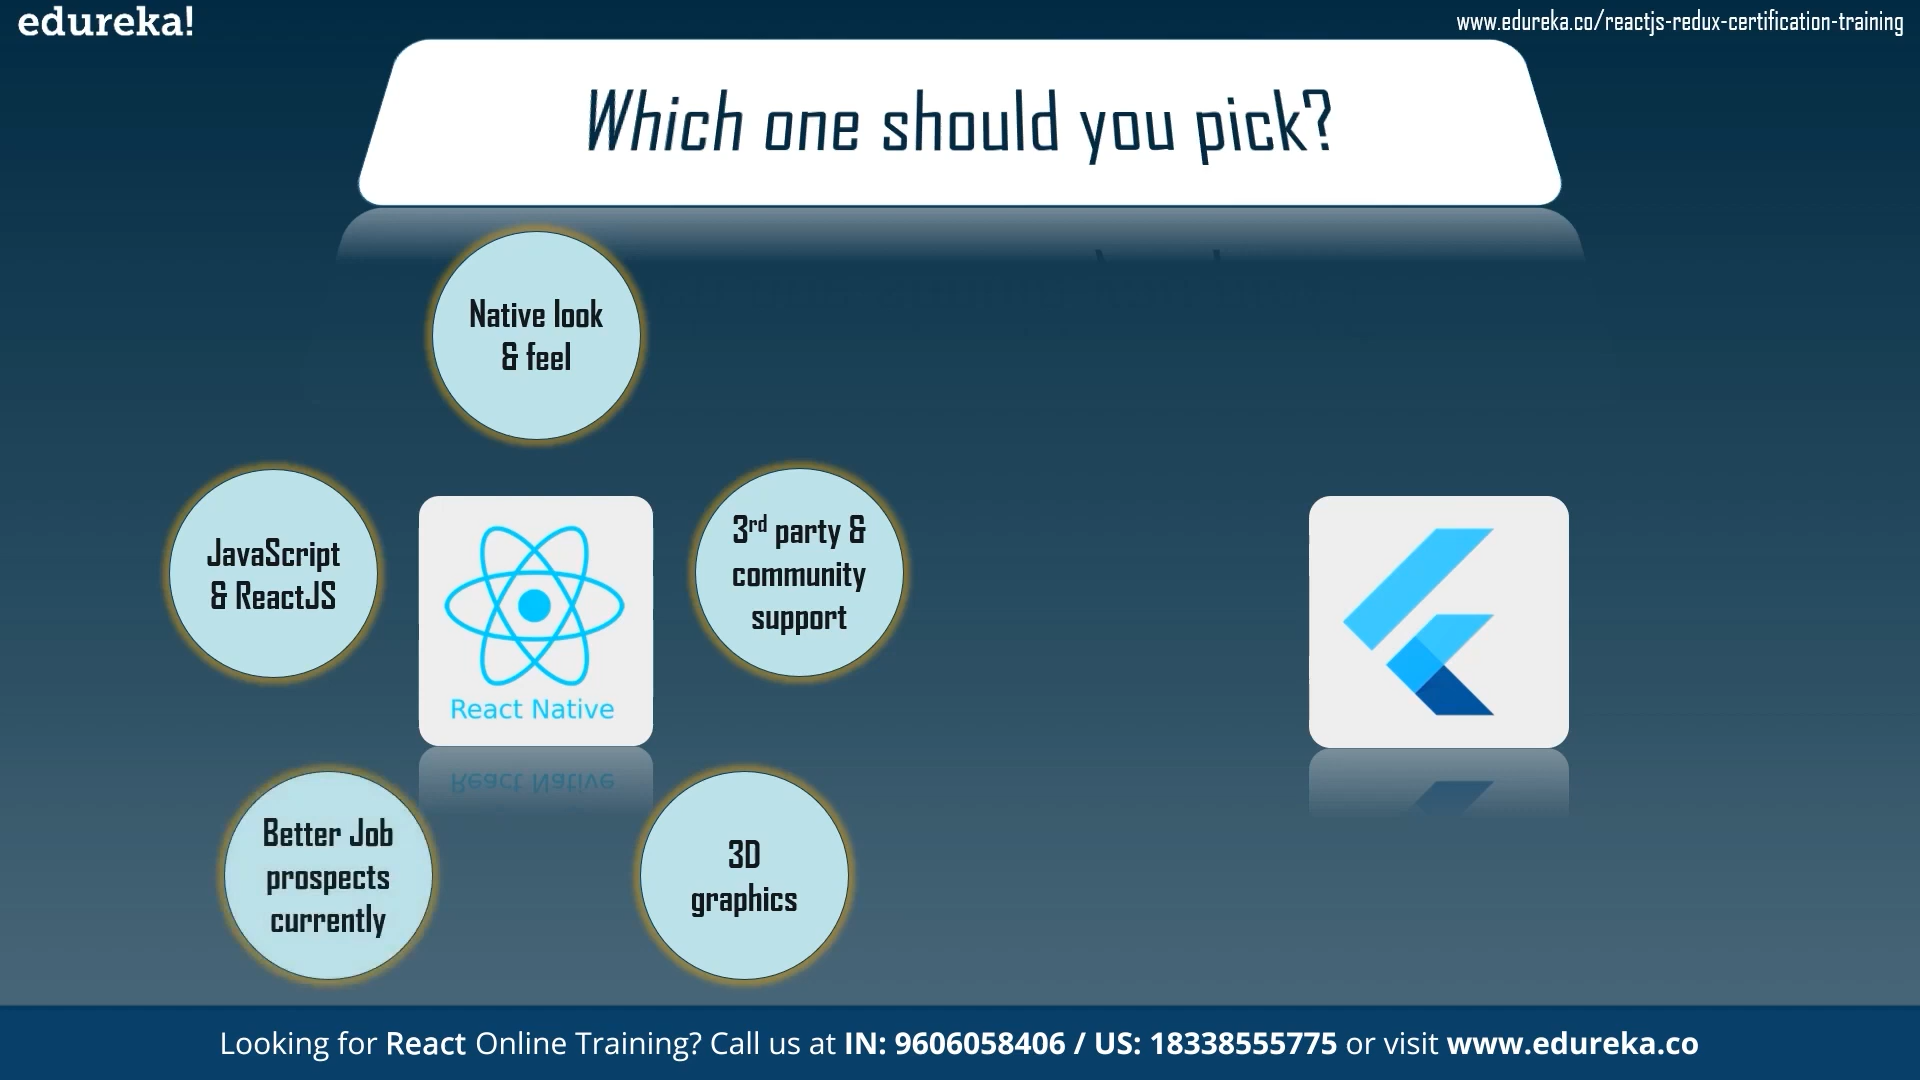 edureka!
www.edureka.co/reactjs-redux-certification-training
Which one should you pick?
Native look
& feel
JavaScript
& ReactJS
3rd party &
community
support
React Native
Better Job
prospects
currently
3D
graphics
Looking for React Online Training? Call us at IN: 9606058406 / US: 18338555775 or visit www.edureka.co